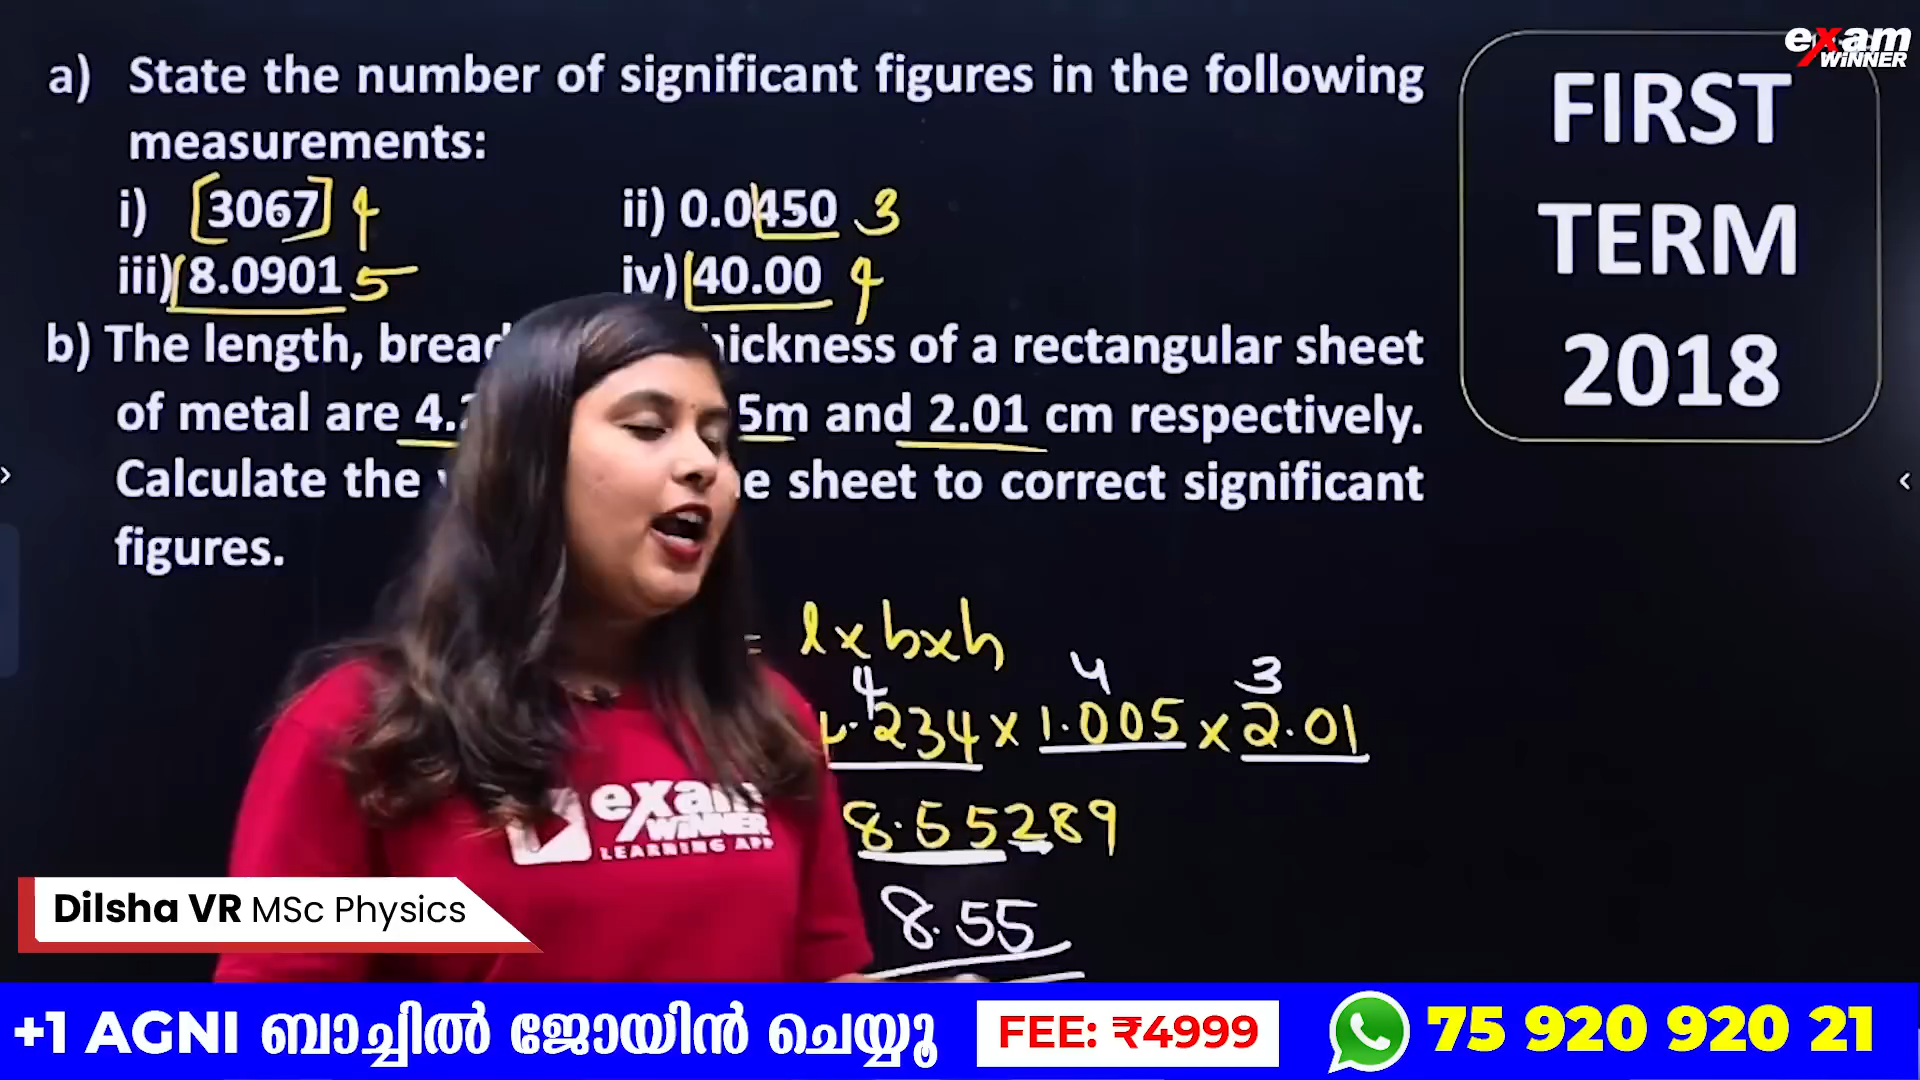 exam
WiNNER
FIRST
TERM
2018
a) State the number of significant figures in the following
measurements:
i) [3067] 4
ii) 0.0450 3
iii) 8.0901 5
iv) 40.00 4
b) The length, ickness of a rectangular sheet
of metal are 4. 5m and 2.01 cm respectively.
Calculate the e sheet to correct significant
figures.
= l×b×h
4 4 3
4.234 × 1.005 × 2.01
8.55289
8.55
exam
WiNNER
LEARNING APP
Dilsha VR MSc Physics
+1 AGNI ബാച്ചിൽ ജോയിൻ ചെയ്യൂ
FEE: ₹4999
75 920 920 21